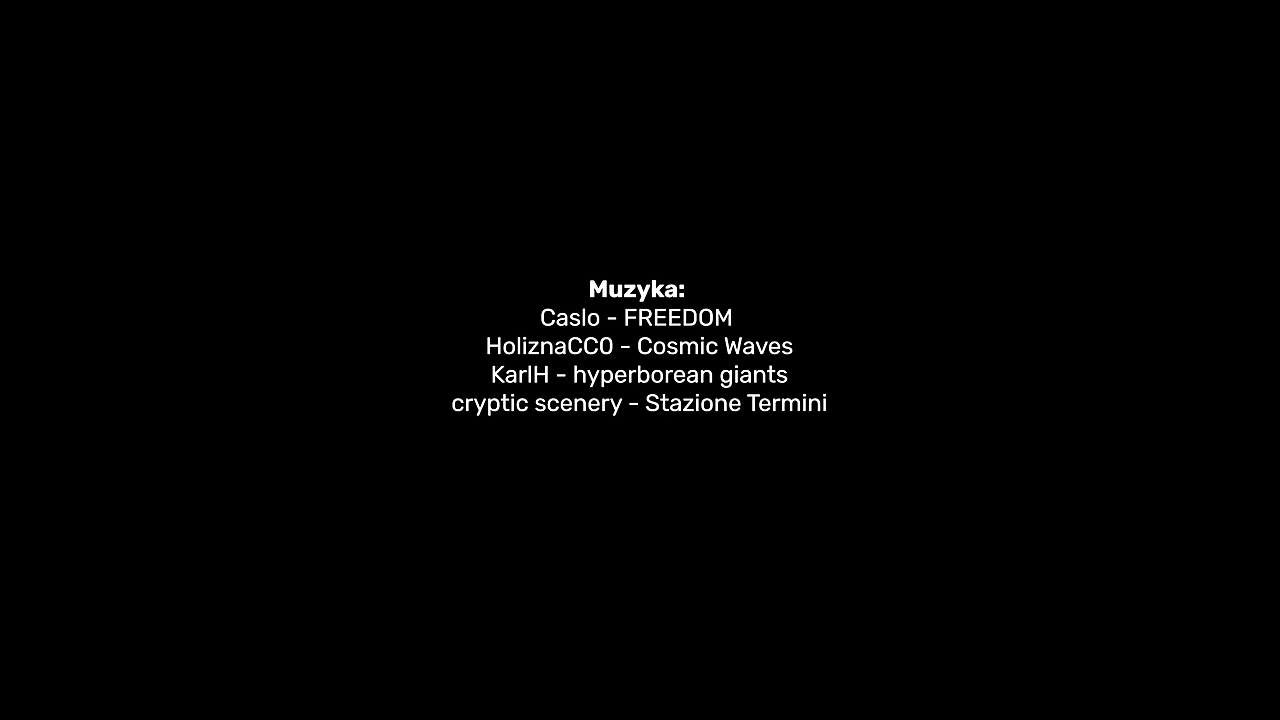 Muzyka:
Caslo - FREEDOM
HoliznaCC0 - Cosmic Waves
KarlH - hyperborean giants
cryptic scenery - Stazione Termini